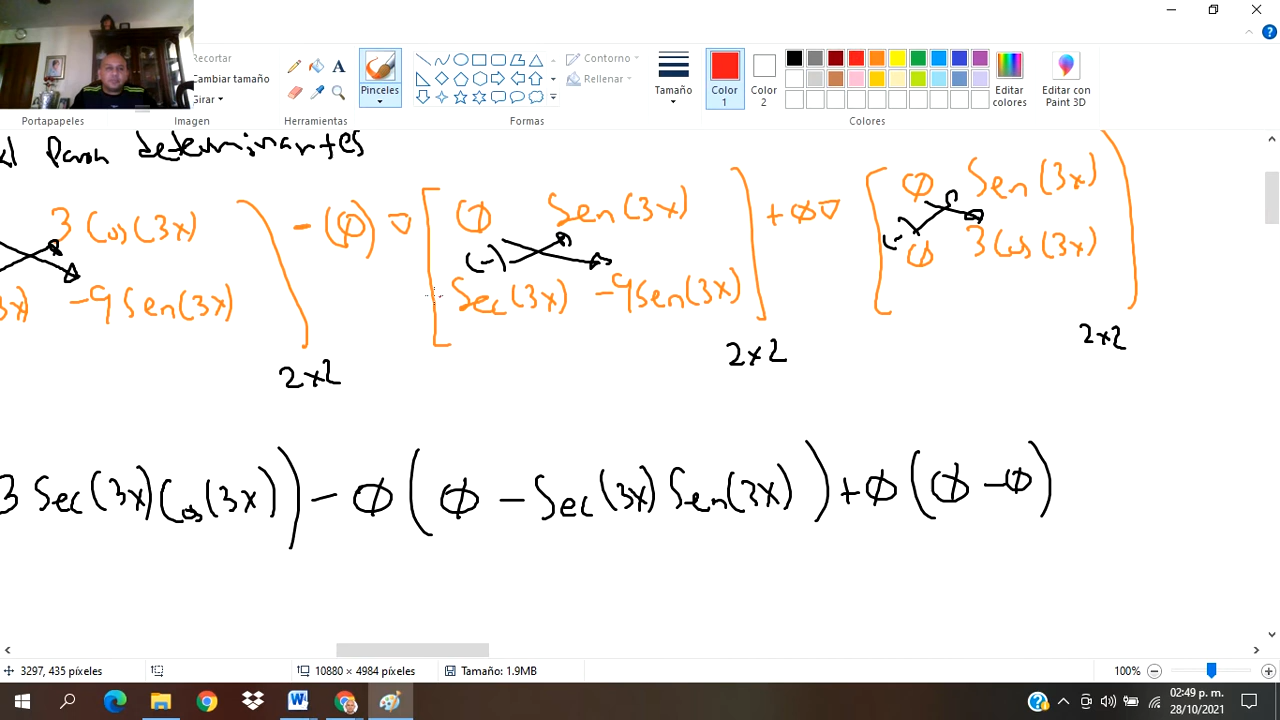 Recortar
Cambiar tamaño
Girar
Portapapeles
Imagen
Pinceles
Herramientas
Contorno
Rellenar
Formas
Tamaño
Color 1
Color 2
Editar colores
Editar con Paint 3D
Colores
Para determinantes
3 Cos(3x) - (φ) ∇ φ Sen(3x) + φ ∇ φ Sen(3x)
(-) (-)
-9 Sen(3x) Sec(3x) -9Sen(3x) φ 3Cos(3x)
2x2 2x2 2x2
3 Sec(3x)Cos(3x)) - φ(φ - Sec(3x)Sen(3x)) + φ(φ - φ)
3297, 435 píxeles
10880 × 4984 píxeles
Tamaño: 1.9MB
100%
02:49 p. m.
28/10/2021